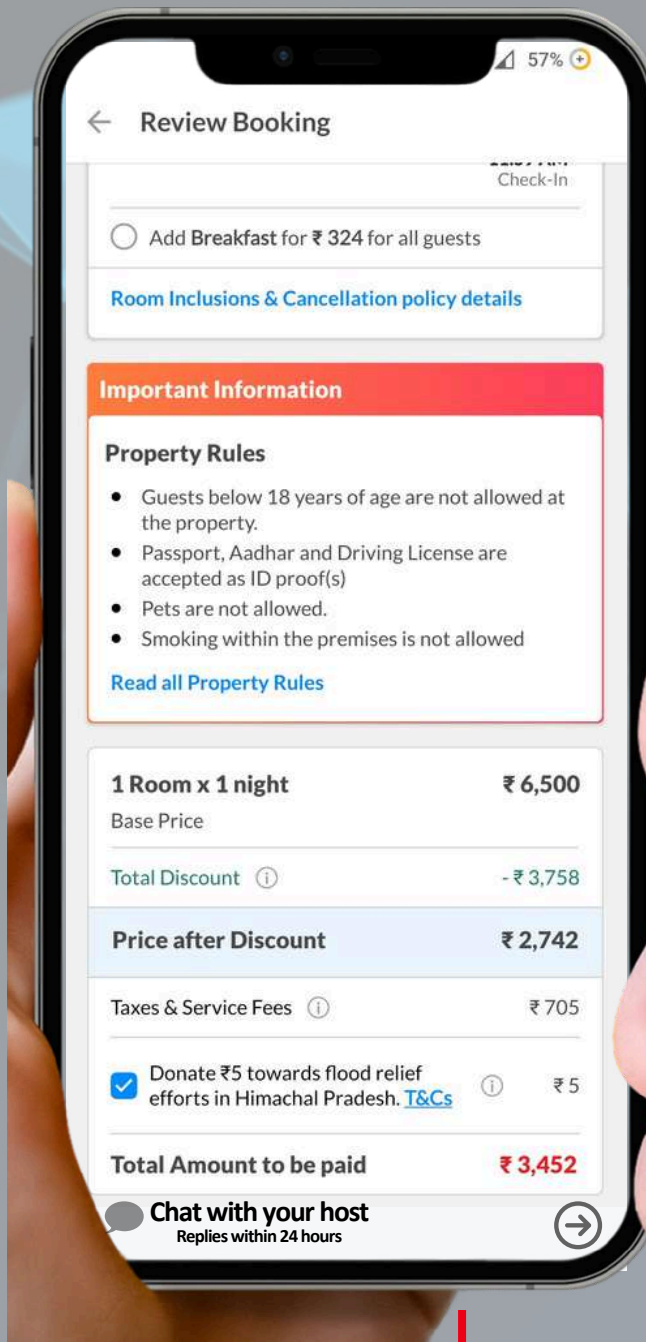 57%
Review Booking
Check-In
Add Breakfast for ₹ 324 for all guests
Room Inclusions & Cancellation policy details
Important Information
Property Rules
• Guests below 18 years of age are not allowed at
the property.
• Passport, Aadhar and Driving License are
accepted as ID proof(s)
• Pets are not allowed.
• Smoking within the premises is not allowed
Read all Property Rules
1 Room x 1 night ₹ 6,500
Base Price
Total Discount - ₹ 3,758
Price after Discount ₹ 2,742
Taxes & Service Fees ₹ 705
Donate ₹5 towards flood relief
efforts in Himachal Pradesh. T&Cs ₹ 5
Total Amount to be paid ₹ 3,452
Chat with your host
Replies within 24 hours